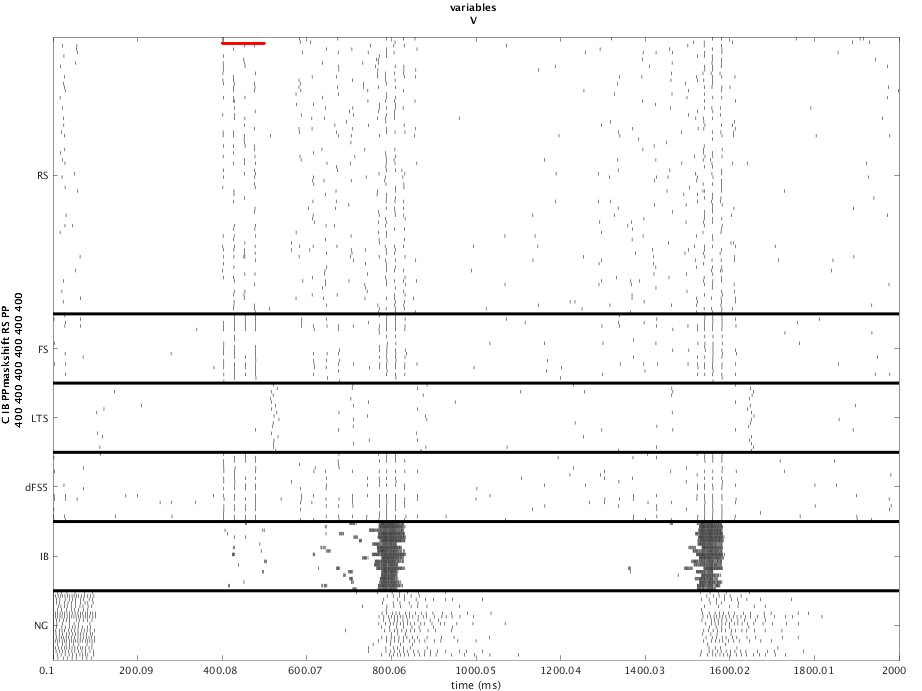 variables
V
C IB PPmaskshift RS PP
400 400 400 400 400 400 400
RS
FS
LTS
dFS5
IB
NG
0.1 200.09 400.08 600.07 800.06 1000.05 1200.04 1400.03 1600.02 1800.01 2000
time (ms)